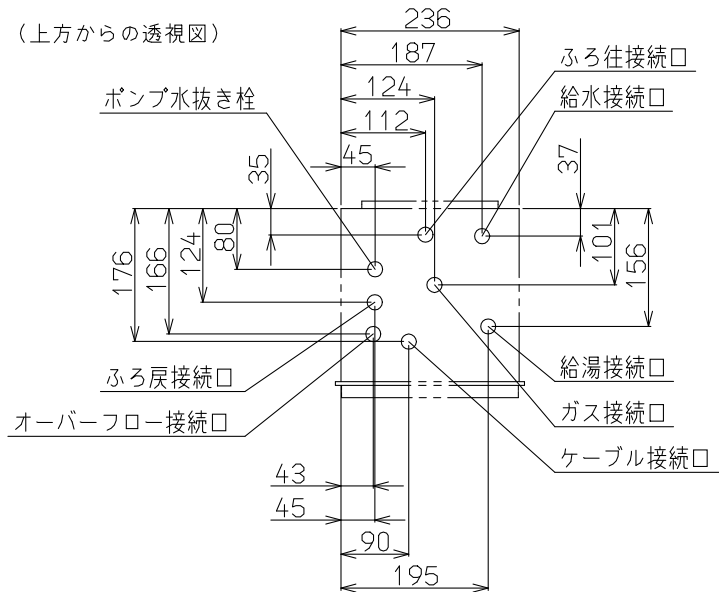 （上方からの透視図）
236
187
124
112
45
ふろ往接続口
給水接続口
ポンプ水抜き栓
35
37
80
124
166
176
101
156
ふろ戻接続口
オーバーフロー接続口
給湯接続口
ガス接続口
ケーブル接続口
43
45
90
195